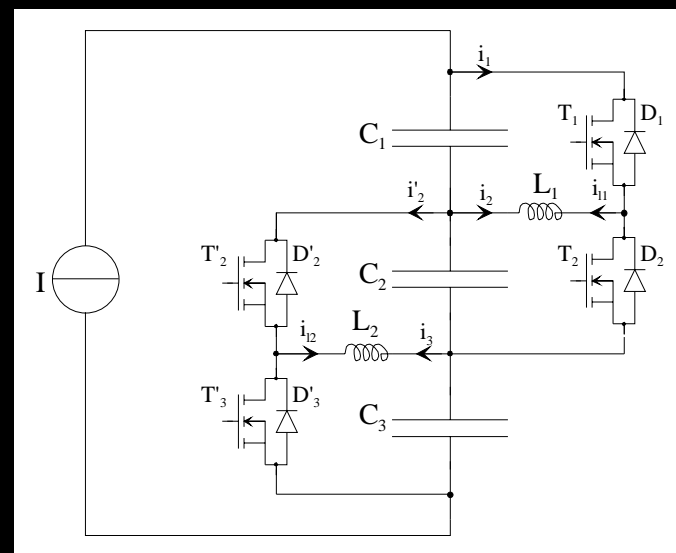 i₁
T₁ D₁
C₁
i'₂ i₂ L₁ iₗ₁
T'₂ D'₂ C₂ T₂ D₂
I
iₗ₂ L₂ i₃
T'₃ D'₃ C₃